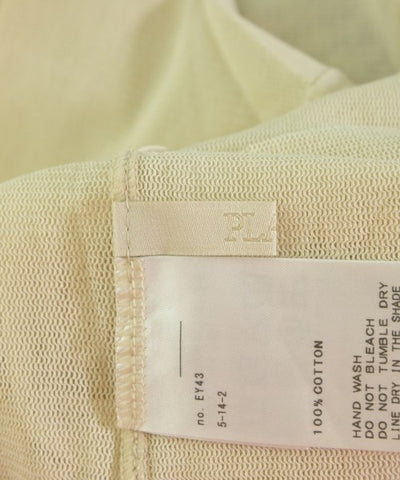 PLA
no. EY43
5-14-2
100% COTTON
HAND WASH
DO NOT BLEACH
DO NOT TUMBLE DRY
LINE DRY IN THE SHADE